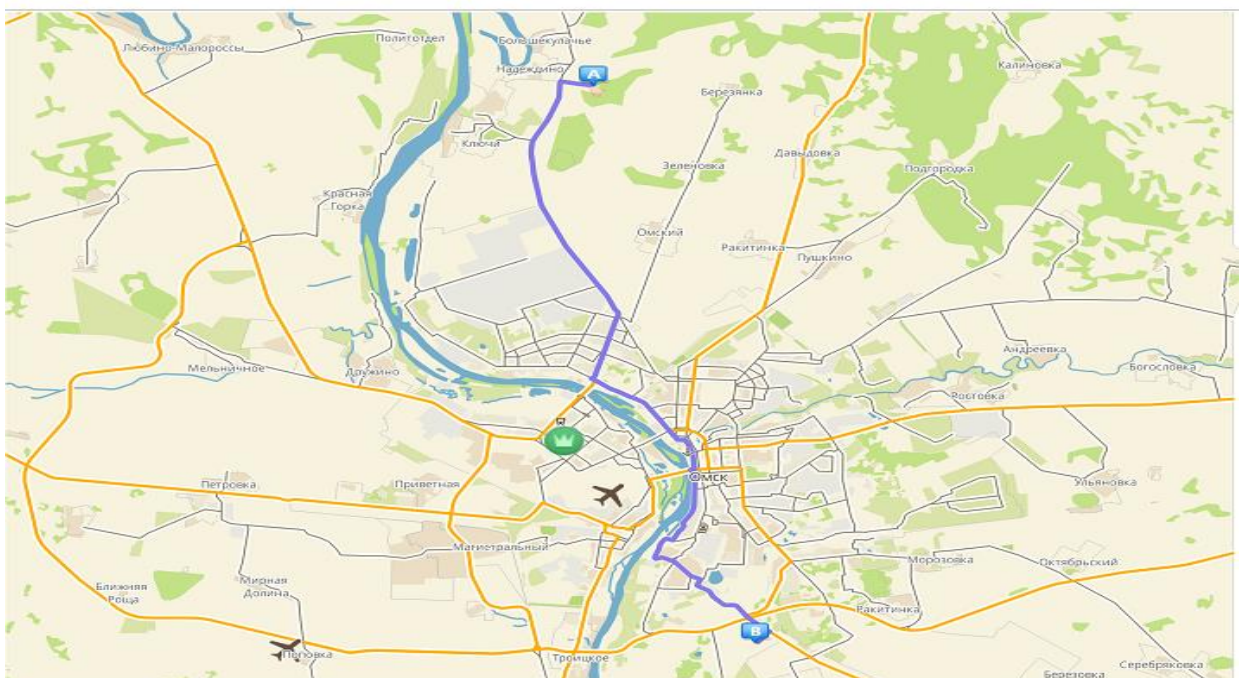 Политотдел
Большекулачье
Любино-Малороссы
Надеждино
A
Калиновка
Березянка
Ключи
Давыдовка
Зеленовка
Подгородка
Красная
Горка
Омский
Ракитинка
Пушкино
Андреевка
Мельничное
Дружино
Богословка
Ростовка
Омск
Петровка
Приветная
Ульяновка
Магистральный
Морозовка
Октябрьский
Ближняя
Роща
Мирная
Долина
Ракитинка
B
Поповка
Троицкое
Серебряковка
Березовка